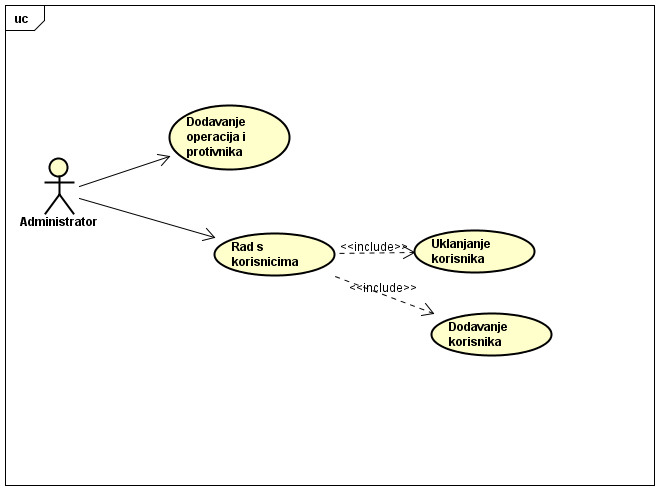 uc
Dodavanje
operacija i
protivnika
Administrator
Rad s
korisnicima
<<include>>
Uklanjanje
korisnika
<<include>>
Dodavanje
korisnika